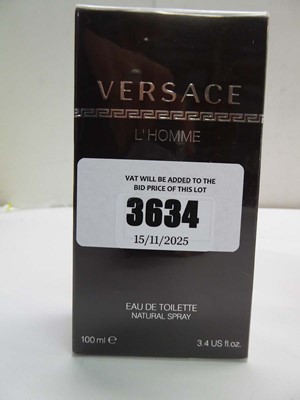 VERSACE
L'HOMME
VAT WILL BE ADDED TO THE
BID PRICE OF THIS LOT
3634
15/11/2025
EAU DE TOILETTE
NATURAL SPRAY
100 ml ℮ 3.4 US fl.oz.